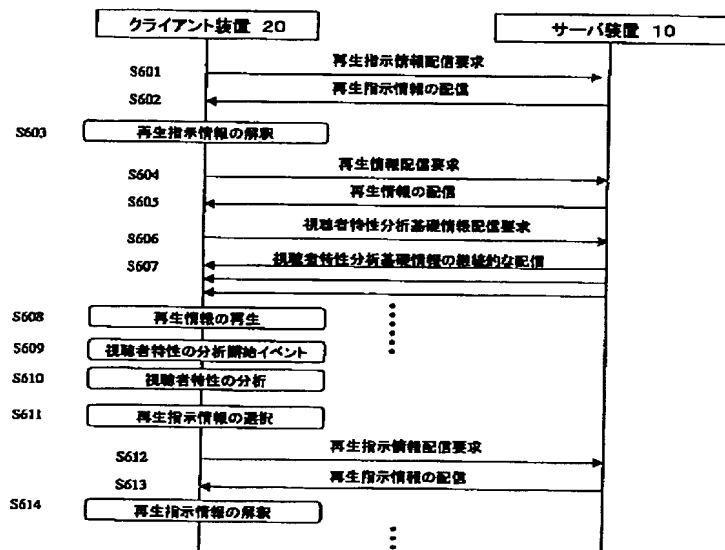 クライアント装置 20
サーバ装置 10
S601
再生指示情報配信要求
S602
再生指示情報の配信
S603
再生指示情報の解釈
S604
再生情報配信要求
S605
再生情報の配信
S606
視聴者特性分析基礎情報配信要求
S607
視聴者特性分析基礎情報の継続的な配信
S608
再生情報の再生
S609
視聴者特性の分析開始イベント
S610
視聴者特性の分析
S611
再生指示情報の選択
S612
再生指示情報配信要求
S613
再生指示情報の配信
S614
再生指示情報の解釈